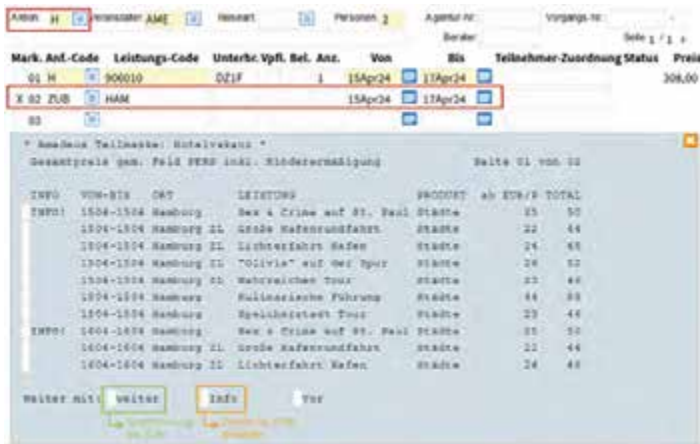 Aktion H Veranstalter AME Reiseart Personen 2 Agentur-Nr. Vorgangs-Nr.
Berater Seite 1 / 1
Mark. Anf.-Code Leistungs-Code Unterbr. Vpfl. Bel. Anz. Von Bis Teilnehmer-Zuordnung Status Preis
01 H 900010 DZ1F 1 15Apr24 17Apr24 306,00
X 02 ZUB HAM 15Apr24 17Apr24
03
* Amadeus Teilmaske: Hotelvakanz *
Gesamtpreis gem. Feld PERS inkl. Kinderermäßigung Seite 01 von 02
INFO VON-BIS ORT LEISTUNG PRODUKT ab EUR/P TOTAL
INFO! 1504-1504 Hamburg Sex & Crime auf St. Paul Städte 25 50
1504-1504 Hamburg ZL Große Hafenrundfahrt Städte 22 44
1504-1504 Hamburg ZL Lichterfahrt Hafen Städte 24 48
1504-1504 Hamburg ZL "Olivia" auf der Spur Städte 26 52
1504-1504 Hamburg ZL Tour Städte 23 46
1504-1504 Hamburg Kulinarische Führung Städte 44 88
1504-1504 Hamburg Speicherstadt Tour Städte 23 46
INFO! 1604-1604 Hamburg Sex & Crime auf St. Paul Städte 25 50
1604-1604 Hamburg ZL Große Hafenrundfahrt Städte 22 44
1604-1604 Hamburg ZL Lichterfahrt Hafen Städte 24 48
Weiter mit: Weiter Info Vor